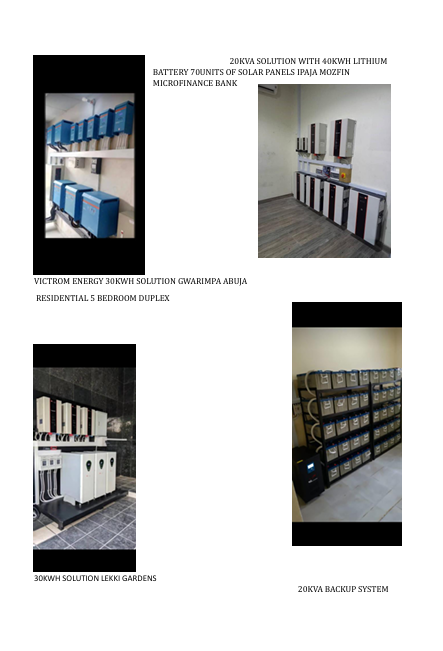 20KVA SOLUTION WITH 40KWH LITHIUM
BATTERY 70UNITS OF SOLAR PANELS IPAJA MOZFIN
MICROFINANCE BANK
VICTROM ENERGY 30KWH SOLUTION GWARIMPA ABUJA
RESIDENTIAL 5 BEDROOM DUPLEX
30KWH SOLUTION LEKKI GARDENS
20KVA BACKUP SYSTEM